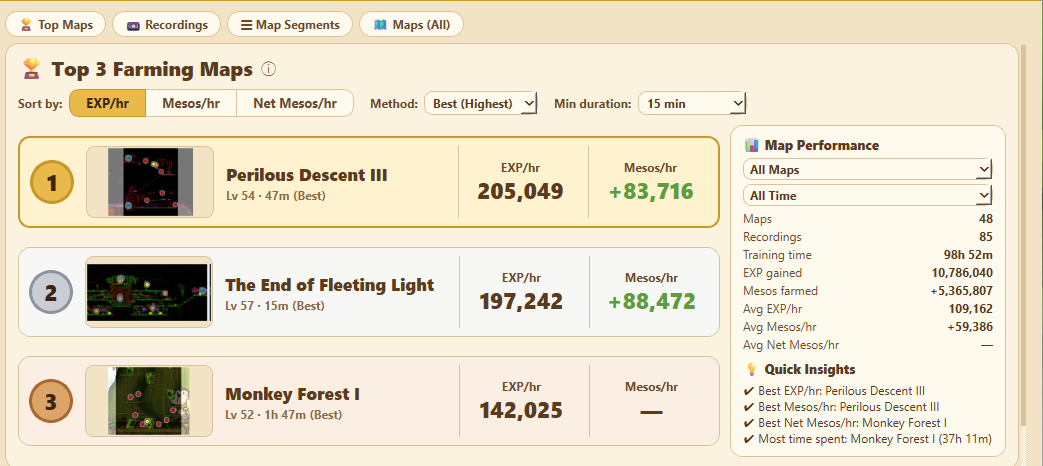 Top Maps
Recordings
Map Segments
Maps (All)
Top 3 Farming Maps ⓘ
Sort by: EXP/hr Mesos/hr Net Mesos/hr Method: Best (Highest) Min duration: 15 min
1
Perilous Descent III
Lv 54 · 47m (Best)
EXP/hr
205,049
Mesos/hr
+83,716
2
The End of Fleeting Light
Lv 57 · 15m (Best)
EXP/hr
197,242
Mesos/hr
+88,472
3
Monkey Forest I
Lv 52 · 1h 47m (Best)
EXP/hr
142,025
Mesos/hr
—
Map Performance
All Maps
All Time
Maps 48
Recordings 85
Training time 98h 52m
EXP gained 10,786,040
Mesos farmed +5,365,807
Avg EXP/hr 109,162
Avg Mesos/hr +59,386
Avg Net Mesos/hr —
Quick Insights
✔ Best EXP/hr: Perilous Descent III
✔ Best Mesos/hr: Perilous Descent III
✔ Best Net Mesos/hr: Monkey Forest I
✔ Most time spent: Monkey Forest I (37h 11m)